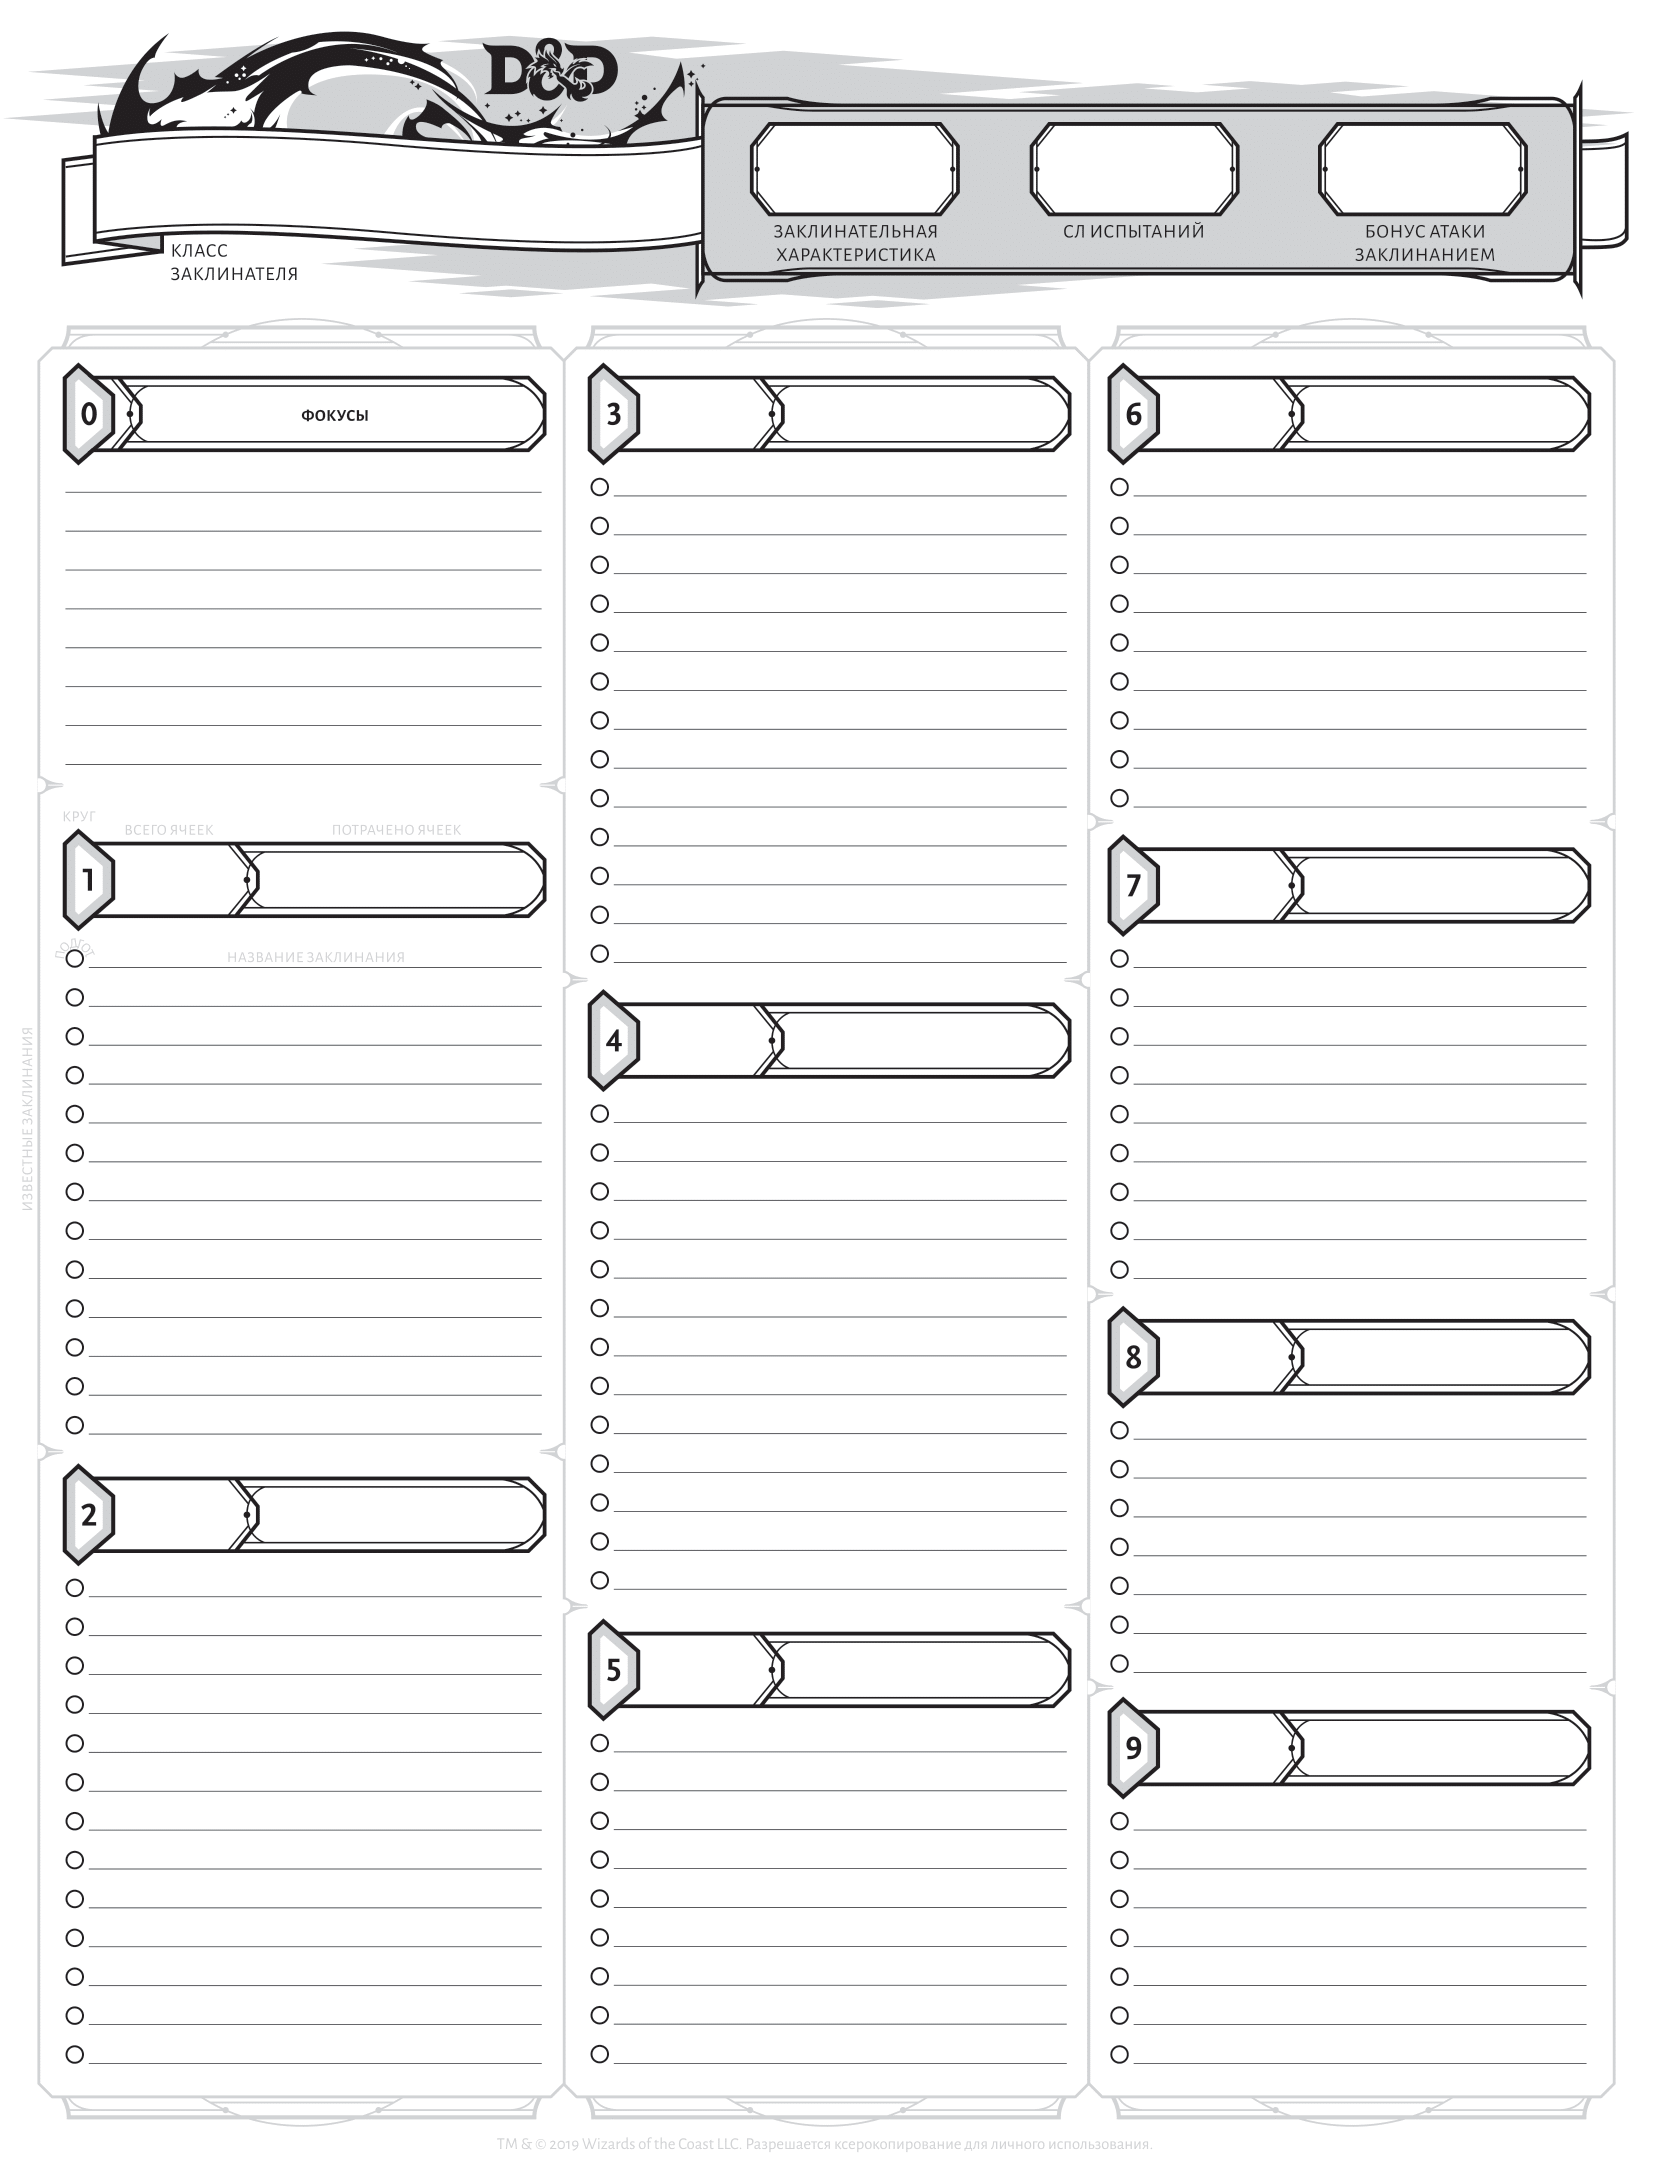 D&D
КЛАСС
ЗАКЛИНАТЕЛЯ
ЗАКЛИНАТЕЛЬНАЯ
ХАРАКТЕРИСТИКА
СЛ ИСПЫТАНИЙ
БОНУС АТАКИ
ЗАКЛИНАНИЕМ
0
ФОКУСЫ
КРУГ
ВСЕГО ЯЧЕЕК
ПОТРАЧЕНО ЯЧЕЕК
1
ПОДГОТ
НАЗВАНИЕ ЗАКЛИНАНИЯ
ИЗВЕСТНЫЕ ЗАКЛИНАНИЯ
2
3
4
5
6
7
8
9
TM & © 2019 Wizards of the Coast LLC. Разрешается ксерокопирование для личного использования.